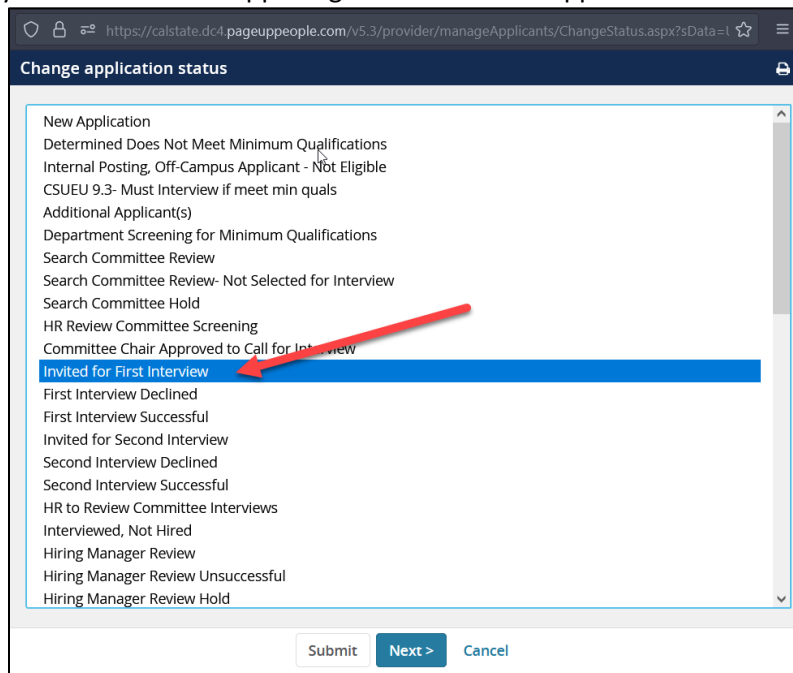 https://calstate.dc4.pageuppeople.com/v5.3/provider/manageApplicants/ChangeStatus.aspx?sData=
Change application status
New Application
Determined Does Not Meet Minimum Qualifications
Internal Posting, Off-Campus Applicant - Not Eligible
CSUEU 9.3- Must Interview if meet min quals
Additional Applicant(s)
Department Screening for Minimum Qualifications
Search Committee Review
Search Committee Review- Not Selected for Interview
Search Committee Hold
HR Review Committee Screening
Committee Chair Approved to Call for Interview
Invited for First Interview
First Interview Declined
First Interview Successful
Invited for Second Interview
Second Interview Declined
Second Interview Successful
HR to Review Committee Interviews
Interviewed, Not Hired
Hiring Manager Review
Hiring Manager Review Unsuccessful
Hiring Manager Review Hold
Submit Next > Cancel